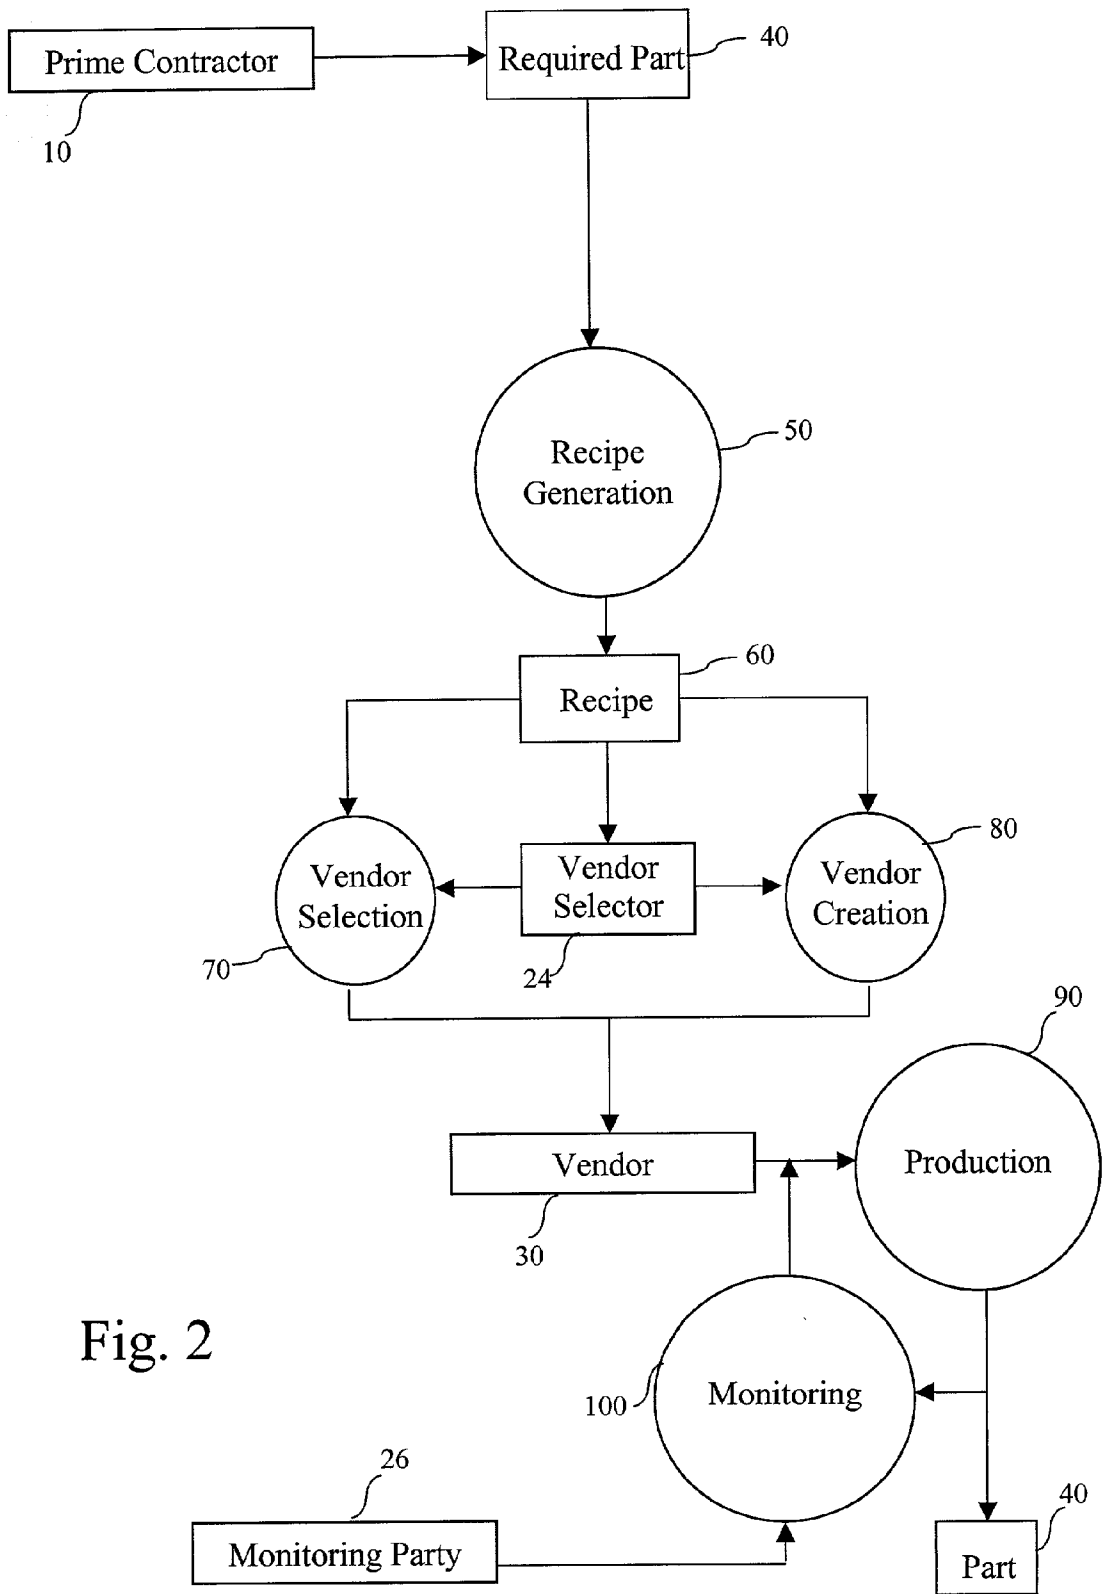 Prime Contractor
10
Required Part
40
Recipe
Generation
50
60
Recipe
Vendor
Selection
70
Vendor
Selector
24
80
Vendor
Creation
90
Vendor
30
Production
Fig. 2
100
Monitoring
26
Monitoring Party
40
Part